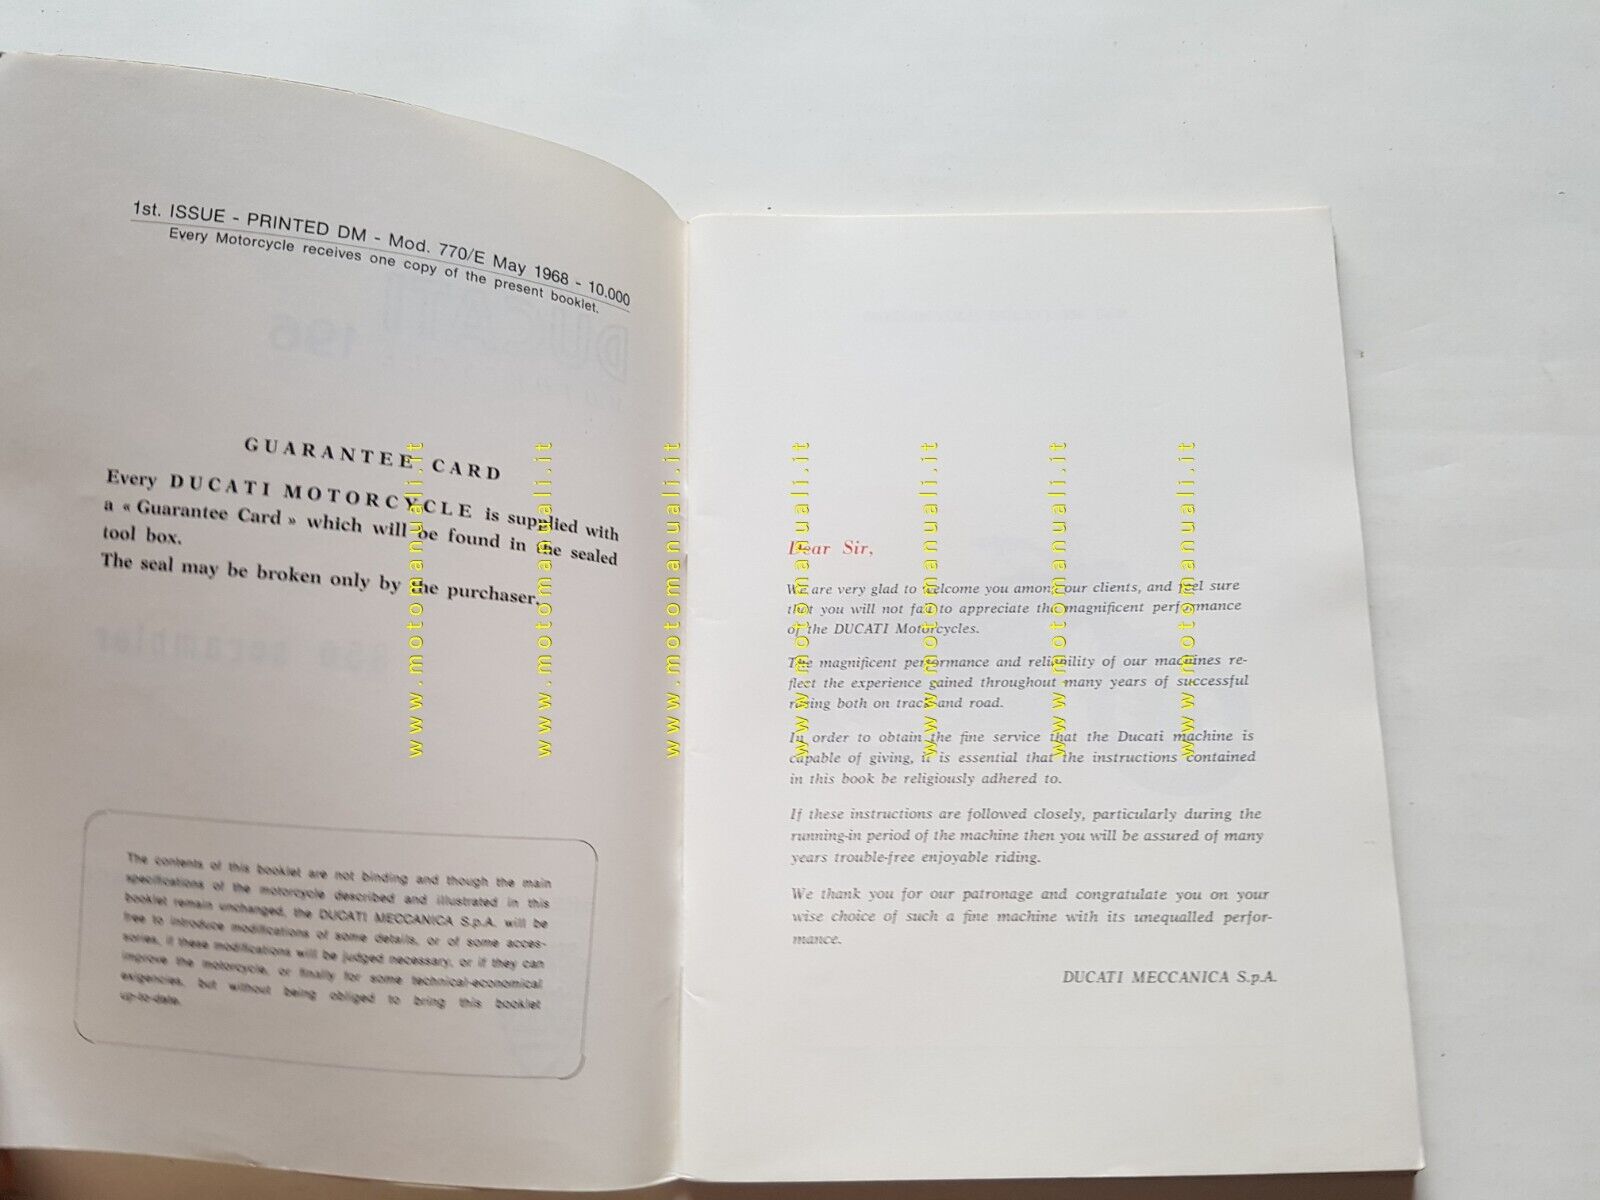 1st. ISSUE - PRINTED DM - Mod. 770/E May 1968 - 10.000
Every Motorcycle receives one copy of the present booklet.
GUARANTEE CARD
Every DUCATI MOTORCYCLE is supplied with
a « Guarantee Card » which will be found in the sealed
tool box.
The seal may be broken only by the purchaser.
The contents of this booklet are not binding and though the main
specifications of the motorcycle described and illustrated in this
booklet remain unchanged, the DUCATI MECCANICA S.p.A. will be
free to introduce modifications of some details, or of some acces-
sories, if these modifications will be judged necessary, or if they can
improve the motorcycle, or finally for some technical-economical
exigencies, but without being obliged to bring this booklet
up-to-date.
Dear Sir,
We are very glad to welcome you among our clients, and feel sure
that you will not fail to appreciate the magnificent performance
of the DUCATI Motorcycles.
The magnificent performance and reliability of our machines re-
flect the experience gained throughout many years of successful
racing both on track and road.
In order to obtain the fine service that the Ducati machine is
capable of giving, it is essential that the instructions contained
in this book be religiously adhered to.
If these instructions are followed closely, particularly during the
running-in period of the machine then you will be assured of many
years trouble-free enjoyable riding.
We thank you for our patronage and congratulate you on your
wise choice of such a fine machine with its unequalled perfor-
mance.
DUCATI MECCANICA S.p.A.
www.motomanuali.it
www.motomanuali.it
www.motomanuali.it
www.motomanuali.it
www.motomanuali.it
www.motomanuali.it
www.motomanuali.it